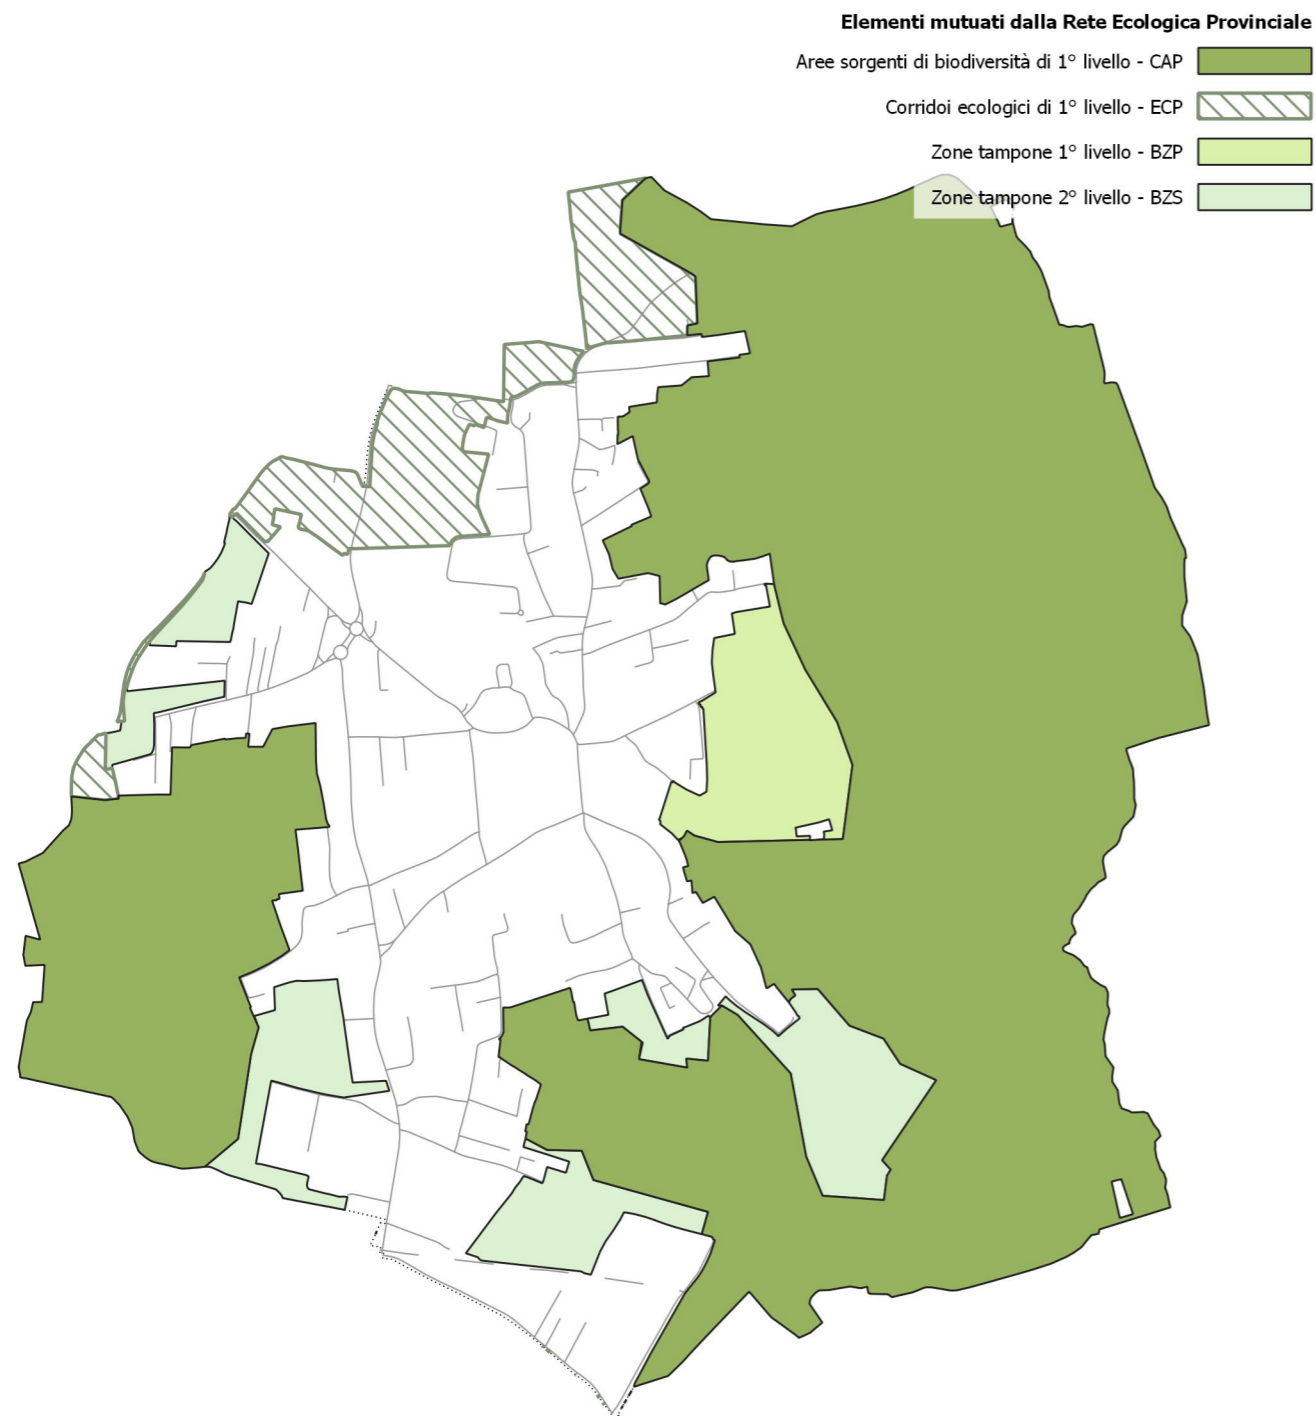 Elementi mutuati dalla Rete Ecologica Provinciale
Aree sorgenti di biodiversità di 1° livello - CAP
Corridoi ecologici di 1° livello - ECP
Zone tampone 1° livello - BZP
Zone tampone 2° livello - BZS